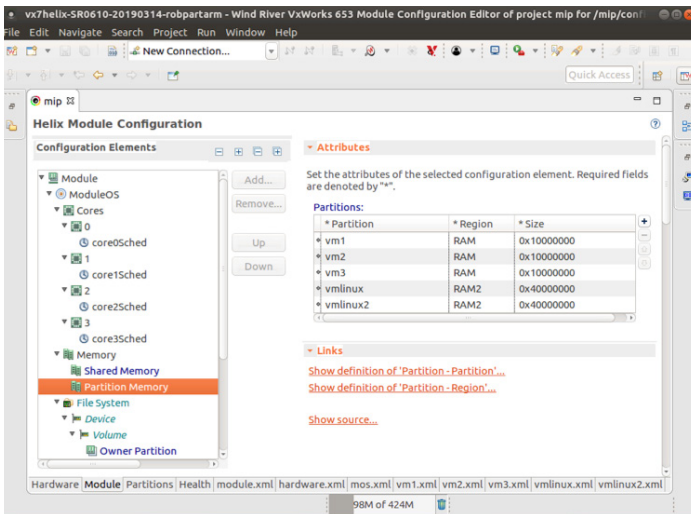 vx7helix-SR0610-20190314-robpartarm - Wind River VxWorks 653 Module Configuration Editor of project mip for /mip/confi
File Edit Navigate Search Project Run Window Help
New Connection...
Quick Access
mip
Helix Module Configuration
Configuration Elements
Module
ModuleOS
Cores
0
core0Sched
1
core1Sched
2
core2Sched
3
core3Sched
Memory
Shared Memory
Partition Memory
File System
Device
Volume
Owner Partition
Add...
Remove...
Up
Down
Attributes
Set the attributes of the selected configuration element. Required fields
are denoted by"*".
Partitions:
* Partition * Region * Size
vm1 RAM 0x10000000
vm2 RAM 0x10000000
vm3 RAM 0x10000000
vmlinux RAM2 0x40000000
vmlinux2 RAM2 0x40000000
Links
Show definition of 'Partition - Partition'...
Show definition of 'Partition - Region'...
Show source...
Hardware Module Partitions Health module.xml hardware.xml mos.xml vm1.xml vm2.xml vm3.xml vmlinux.xml vmlinux2.xml
98M of 424M